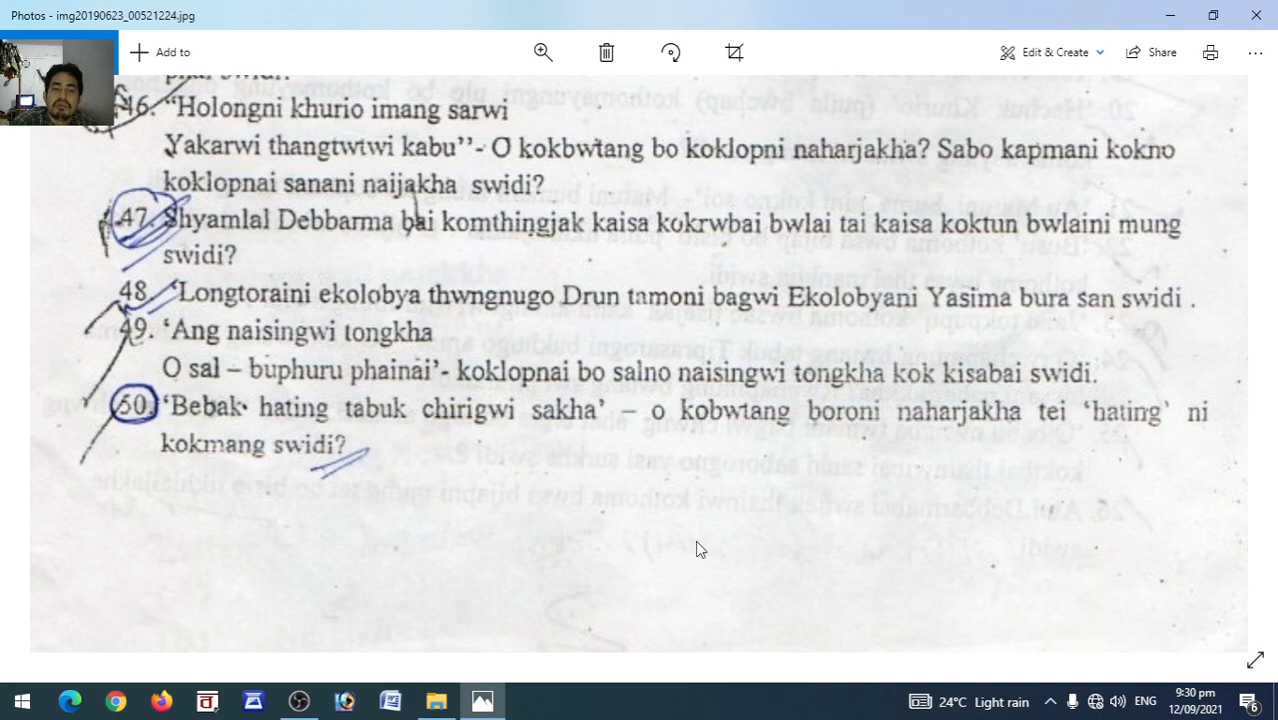 Photos - img20190623_00521224.jpg
Add to
Edit & Create
Share
46. “Holongni khurio imang sarwi
Yakarwi thangtwtwi kabu’’- O kokbwtang bo koklopni naharjakha? Sabo kapmani kokno
koklopnai sanani naijakha swidi?
47. Shyamlal Debbarma bai komthingjak kaisa kokrwbai bwlai tai kaisa koktun bwlaini mung
swidi?
48. ‘Longtoraini ekolobya thwngnugo Drun tamoni bagwi Ekolobyani Yasima bura san swidi .
49. ‘Ang naisingwi tongkha
O sal – buphuru phainai’- koklopnai bo salno naisingwi tongkha kok kisabai swidi.
50. ‘Bebak hating tabuk chirigwi sakha’ – o kobwtang boroni naharjakha tei ‘hating’ ni
kokmang swidi?
24°C Light rain
ENG
9:30 pm
12/09/2021
6